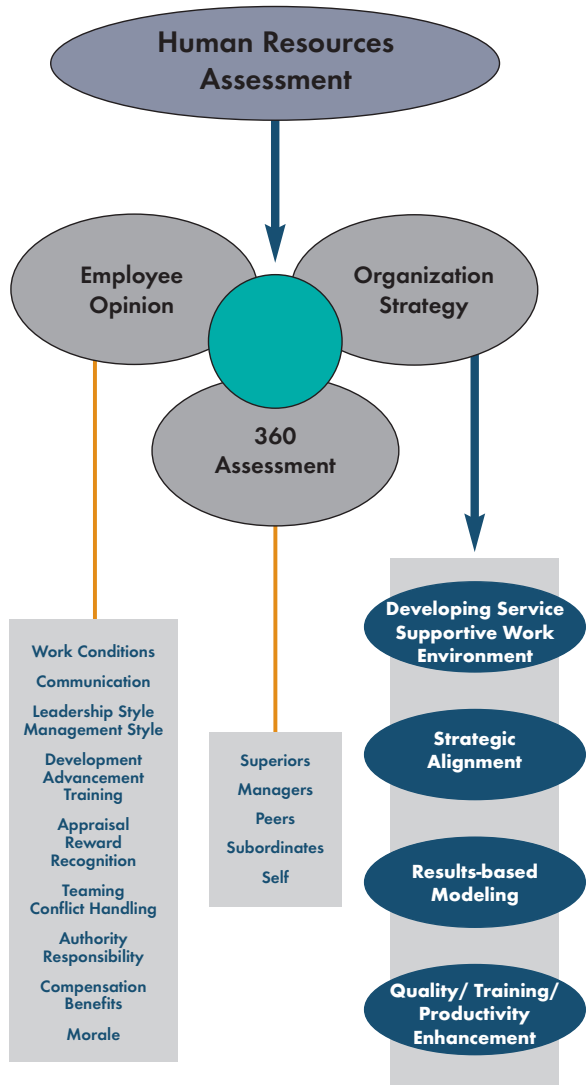 Human Resources
Assessment
Employee
Opinion
Organization
Strategy
360
Assessment
Work Conditions
Communication
Leadership Style
Management Style
Development
Advancement
Training
Appraisal
Reward
Recognition
Teaming
Conflict Handling
Authority
Responsibility
Compensation
Benefits
Morale
Superiors
Managers
Peers
Subordinates
Self
Developing Service
Supportive Work
Environment
Strategic
Alignment
Results-based
Modeling
Quality/ Training/
Productivity
Enhancement